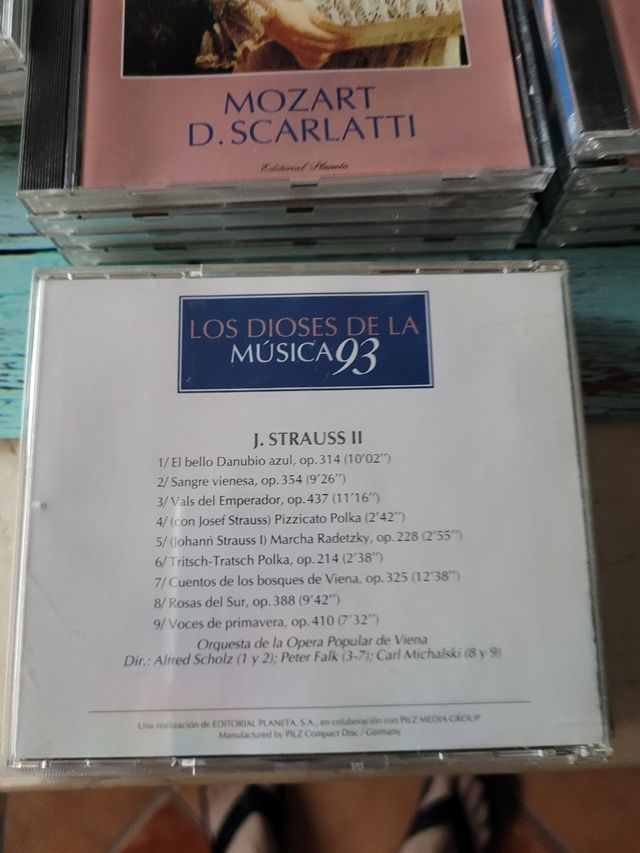 MOZART
D. SCARLATTI
Editorial Planeta
LOS DIOSES DE LA
MÚSICA 93
J. STRAUSS II
1/ El bello Danubio azul, op. 314 (10'02'')
2/ Sangre vienesa, op. 354 (9'26'')
3/ Vals del Emperador, op. 437 (11'16'')
4/ (con Josef Strauss) Pizzicato Polka (2'42'')
5/ (Johann Strauss I) Marcha Radetzky, op. 228 (2'55'')
6/ Tritsch-Tratsch Polka, op. 214 (2'38'')
7/ Cuentos de los bosques de Viena, op. 325 (12'38'')
8/ Rosas del Sur, op. 388 (9'42'')
9/ Voces de primavera, op. 410 (7'32'')
Orquesta de la Opera Popular de Viena
Dir.: Alfred Scholz (1 y 2); Peter Falk (3-7); Carl Michalski (8 y 9)
Una realización de EDITORIAL PLANETA, S.A., en colaboración con PILZ MEDIA GROUP
Manufactured by PILZ Compact Disc / Germany